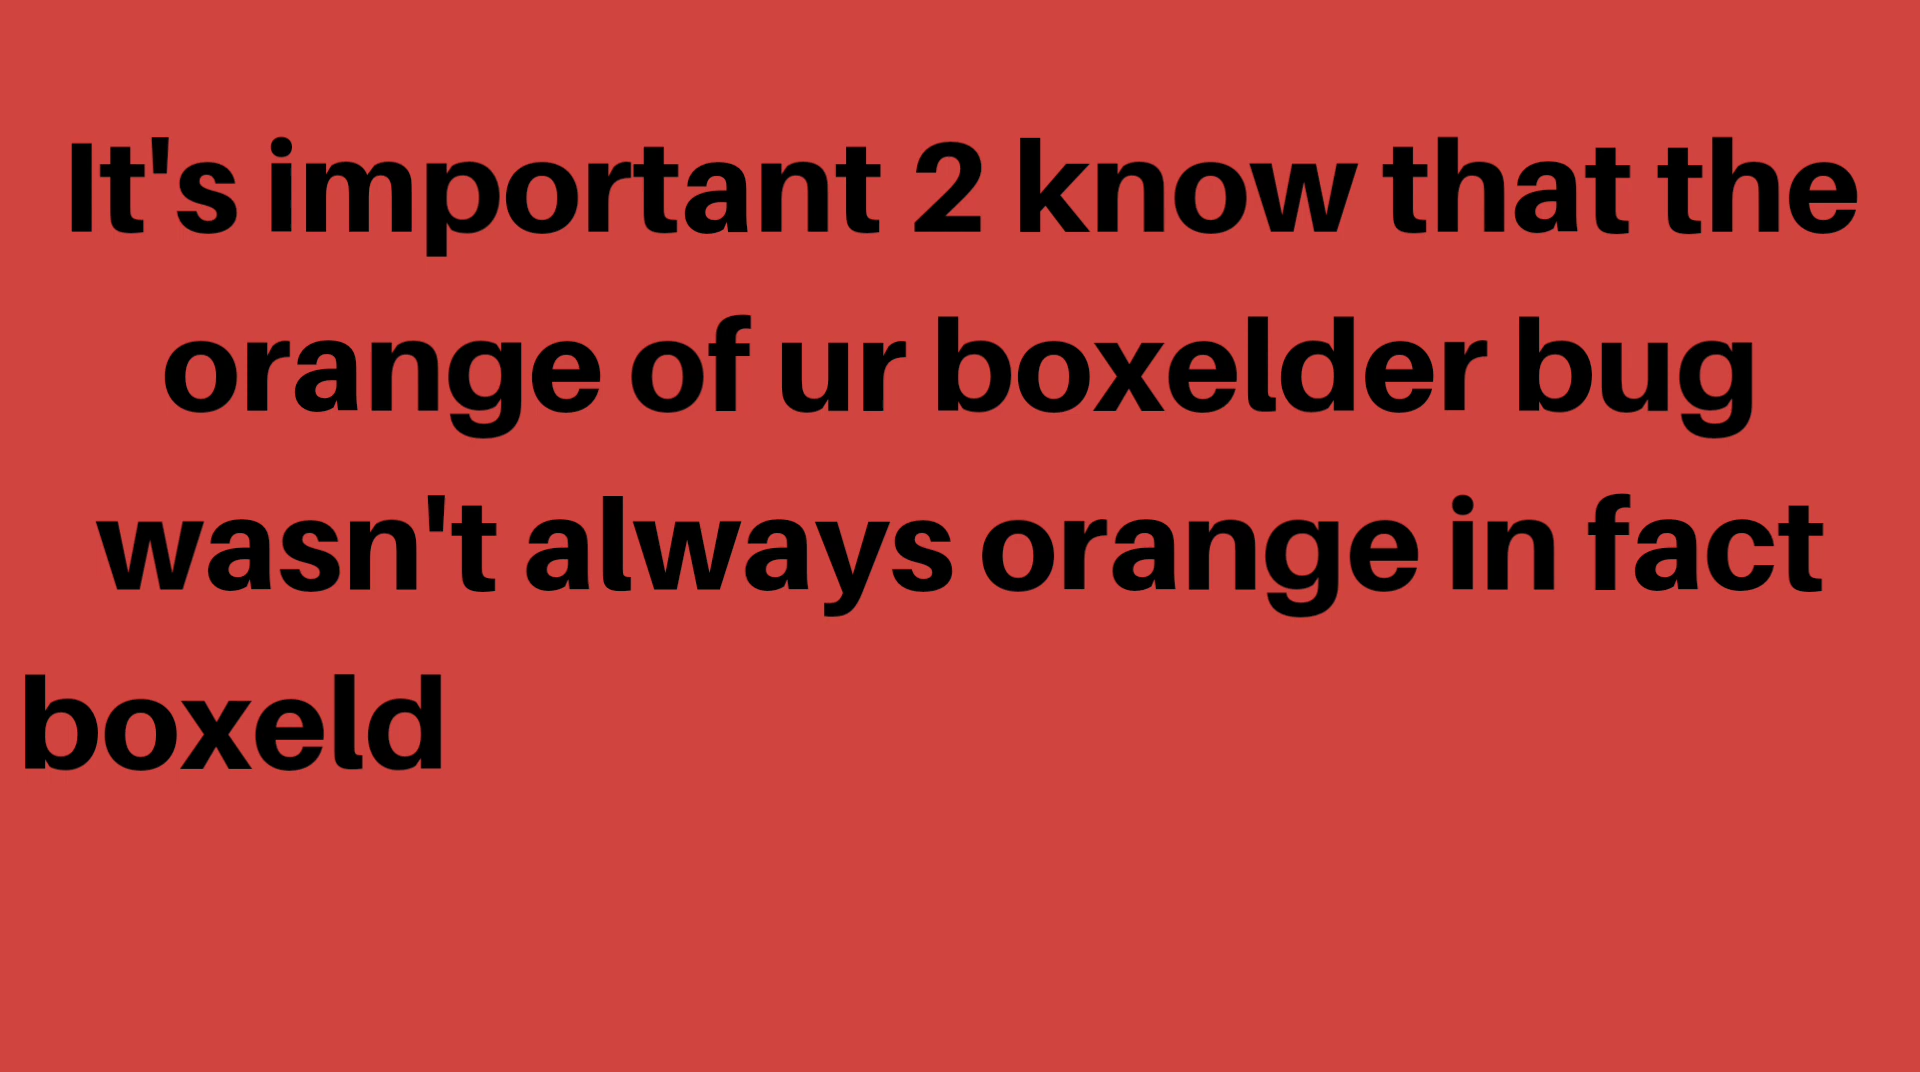 It's important 2 know that the
orange of ur boxelder bug
wasn't always orange in fact
boxeld